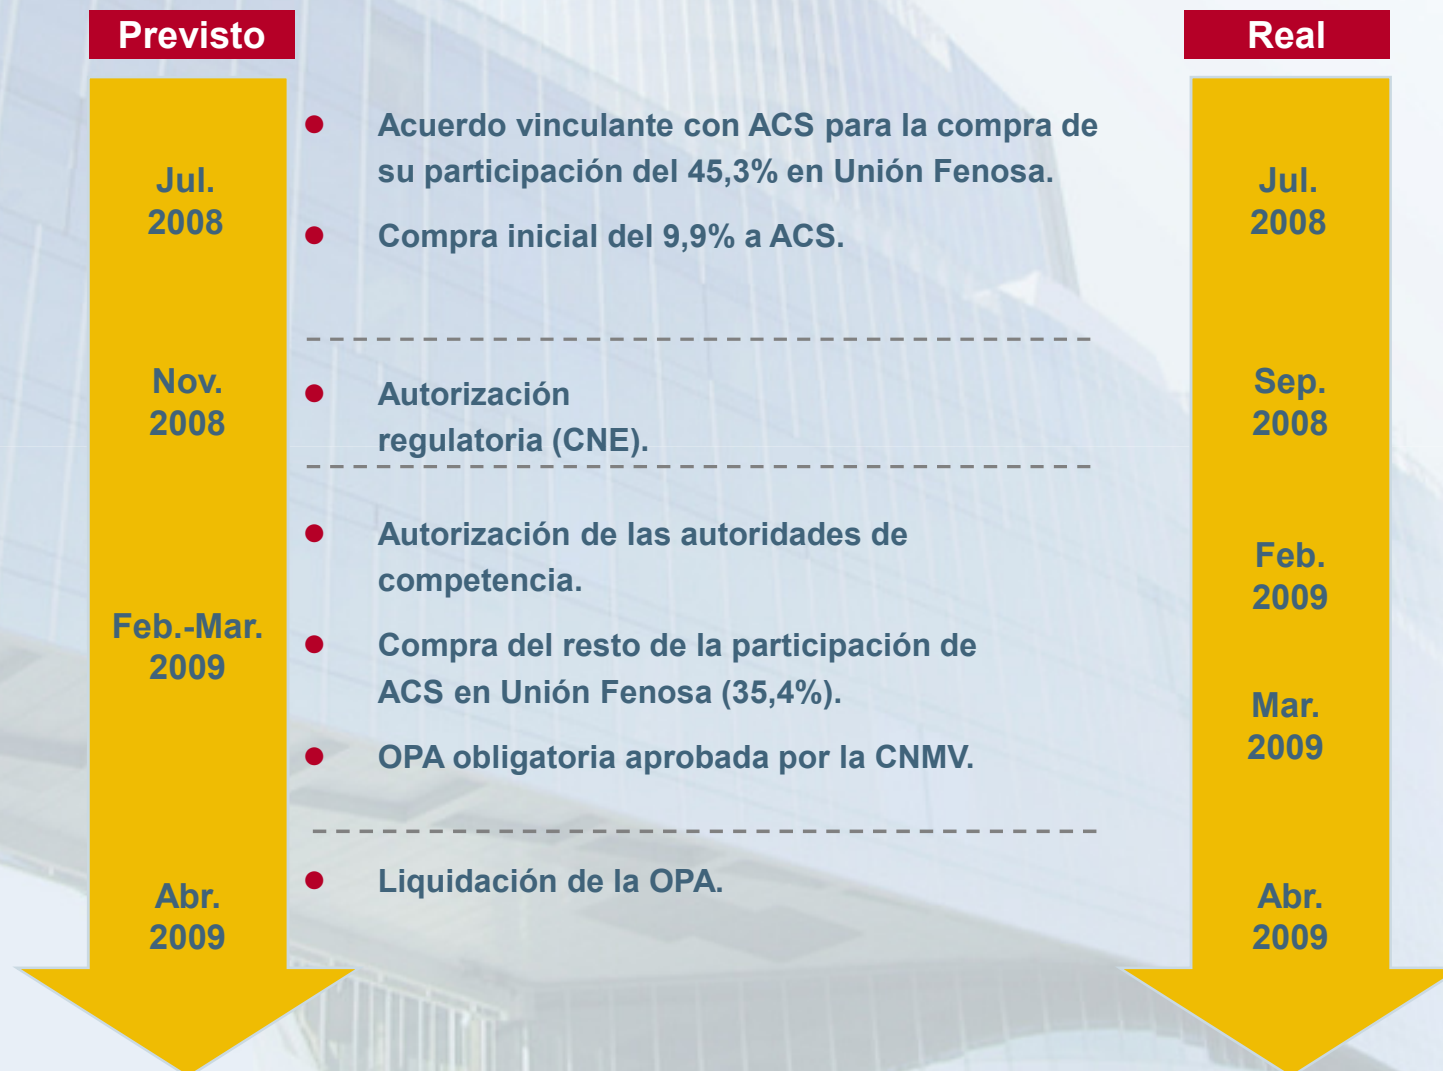 Previsto
Real
Jul.
2008
● Acuerdo vinculante con ACS para la compra de
su participación del 45,3% en Unión Fenosa.
● Compra inicial del 9,9% a ACS.
Jul.
2008
Nov.
2008
● Autorización
regulatoria (CNE).
Sep.
2008
Feb.-Mar.
2009
● Autorización de las autoridades de
competencia.
● Compra del resto de la participación de
ACS en Unión Fenosa (35,4%).
● OPA obligatoria aprobada por la CNMV.
Feb.
2009
Mar.
2009
Abr.
2009
● Liquidación de la OPA.
Abr.
2009